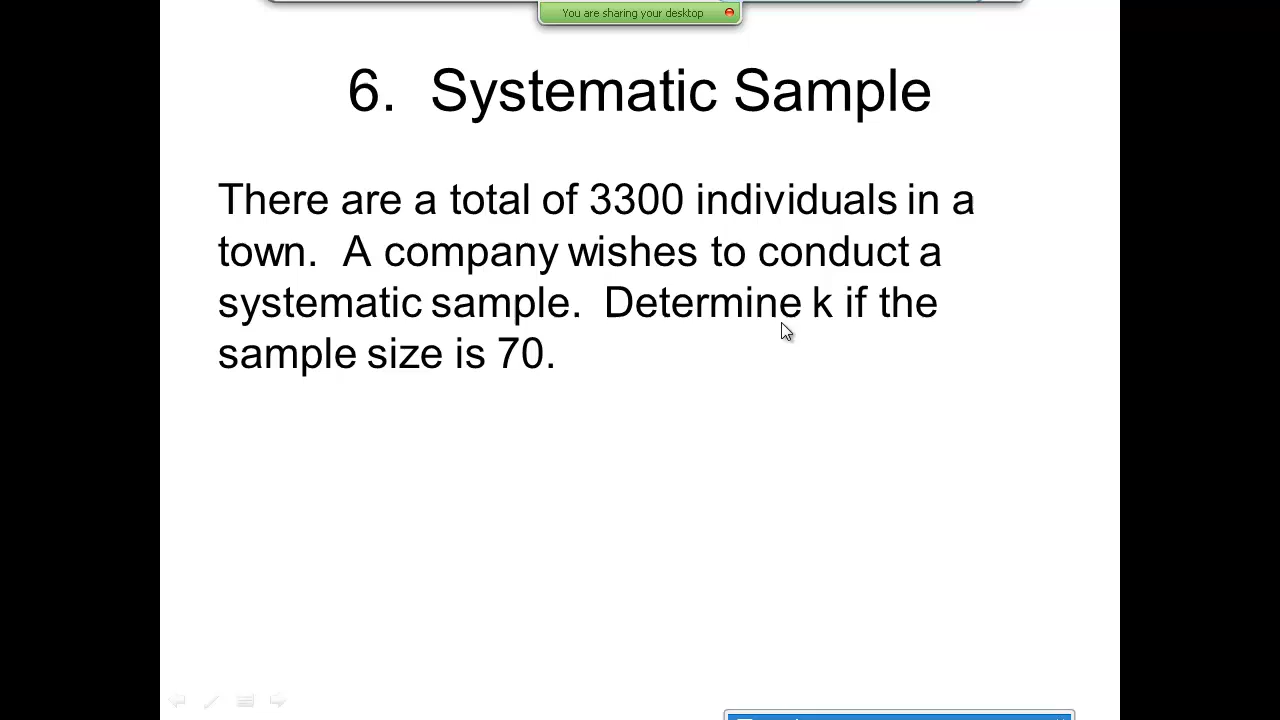 You are sharing your desktop
6. Systematic Sample
There are a total of 3300 individuals in a
town. A company wishes to conduct a
systematic sample. Determine k if the
sample size is 70.